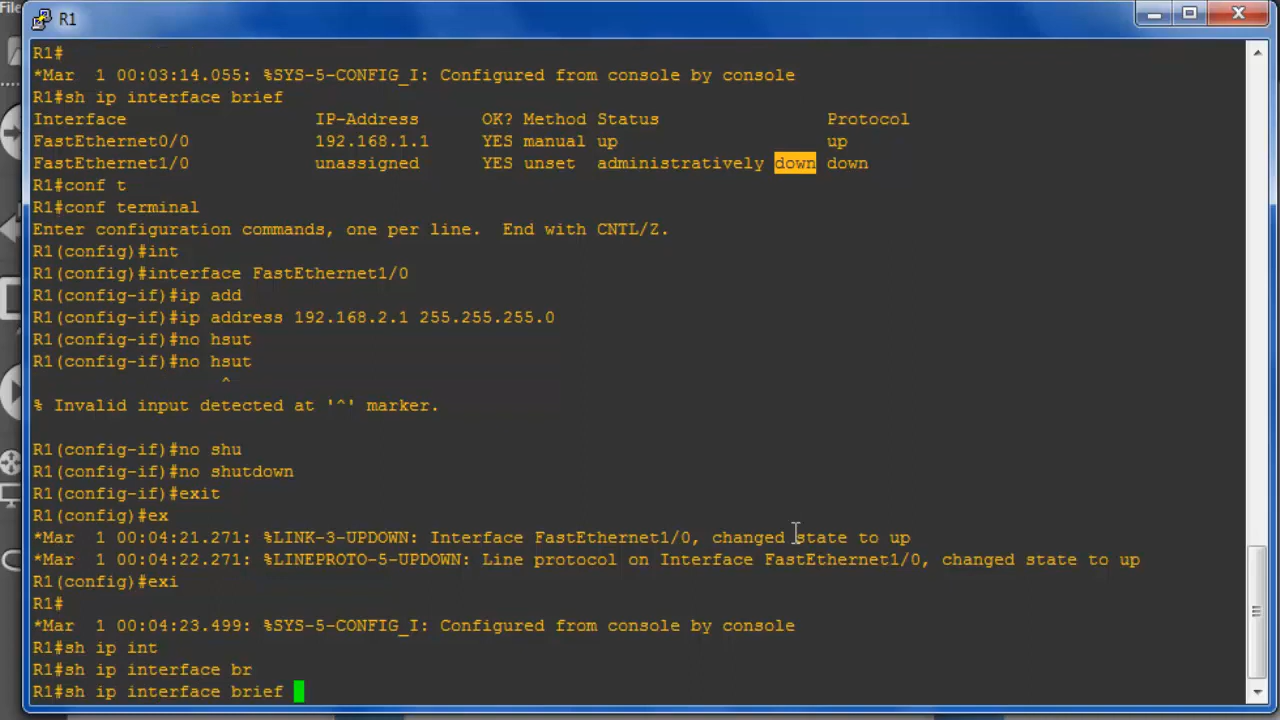 File
R1
R1#
*Mar  1 00:03:14.055: %SYS-5-CONFIG_I: Configured from console by console
R1#sh ip interface brief
Interface                  IP-Address      OK? Method Status                Protocol
FastEthernet0/0            192.168.1.1     YES manual up                    up
FastEthernet1/0            unassigned      YES unset  administratively down down
R1#conf t
R1#conf terminal
Enter configuration commands, one per line.  End with CNTL/Z.
R1(config)#int
R1(config)#interface FastEthernet1/0
R1(config-if)#ip add
R1(config-if)#ip address 192.168.2.1 255.255.255.0
R1(config-if)#no hsut
R1(config-if)#no hsut
                  ^
% Invalid input detected at '^' marker.
R1(config-if)#no shu
R1(config-if)#no shutdown
R1(config-if)#exit
R1(config)#ex
*Mar  1 00:04:21.271: %LINK-3-UPDOWN: Interface FastEthernet1/0, changed state to up
*Mar  1 00:04:22.271: %LINEPROTO-5-UPDOWN: Line protocol on Interface FastEthernet1/0, changed state to up
R1(config)#exi
R1#
*Mar  1 00:04:23.499: %SYS-5-CONFIG_I: Configured from console by console
R1#sh ip int
R1#sh ip interface br
R1#sh ip interface brief